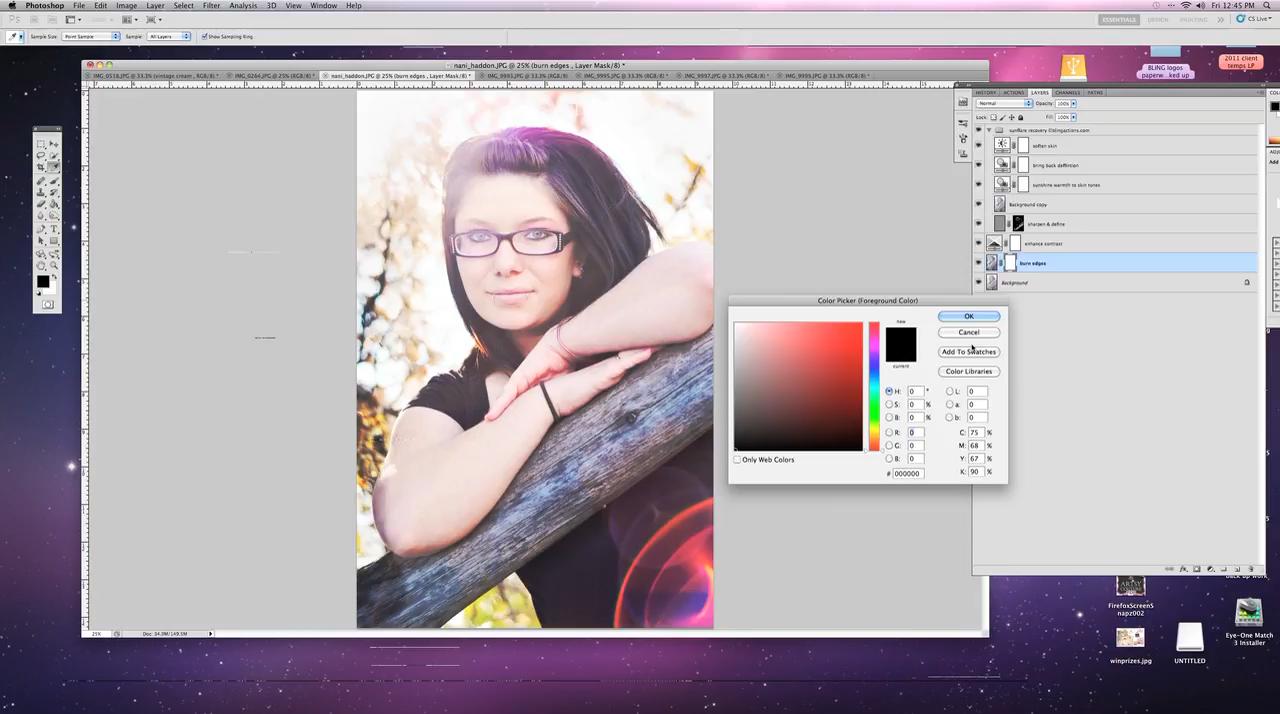 Photoshop File Edit Image Layer Select Filter Analysis 3D View Window Help
Fri 12:45 PM
ESSENTIALS DESIGN PAINTING CS Live
Sample Size: Point Sample Sample: All Layers Show Sampling Ring
nani_haddon.JPG @ 25% (burn edges , Layer Mask/8) *
IMG_0518.JPG @ 33.3% (vintage cream , RGB/8) * IMG_0264.JPG @ 25% (RGB/8) * nani_haddon.JPG @ 25% (burn edges , Layer Mask/8) * IMG_9993.JPG @ 33.3% (RGB/8) IMG_9995.JPG @ 33.3% (RGB/8) * IMG_9997.JPG @ 33.3% (RGB/8) * IMG_9999.JPG @ 33.3% (RGB/8) *
BLING logos
paperw...ked up
2011 client
temps LP
HISTORY ACTIONS LAYERS CHANNELS PATHS
Normal Opacity: 100%
Lock: Fill: 100%
sunflare recovery @blingactions.com
soften skin
bring back deffintion
sunshine warmth to skin tones
Background copy
sharpen & define
enhance contrast
burn edges
Background
Color Picker (Foreground Color)
new
current
OK
Cancel
Add To Swatches
Color Libraries
H: 0 ° L: 0
S: 0 % a: 0
B: 0 % b: 0
R: 0 C: 75 %
G: 0 M: 68 %
B: 0 Y: 67 %
# 000000 K: 90 %
Only Web Colors
25% Doc: 34.9M/149.5M
FirefoxScreenS
napz002
winprizes.jpg
UNTITLED
Eye-One Match
3 Installer